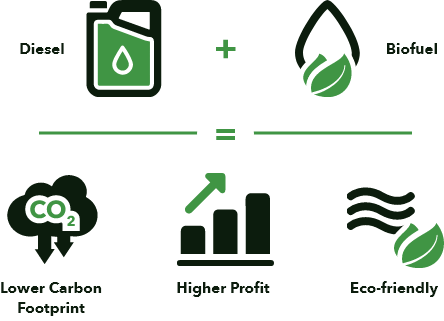 Diesel + Biofuel
=
CO2
Lower Carbon
Footprint
Higher Profit
Eco-friendly